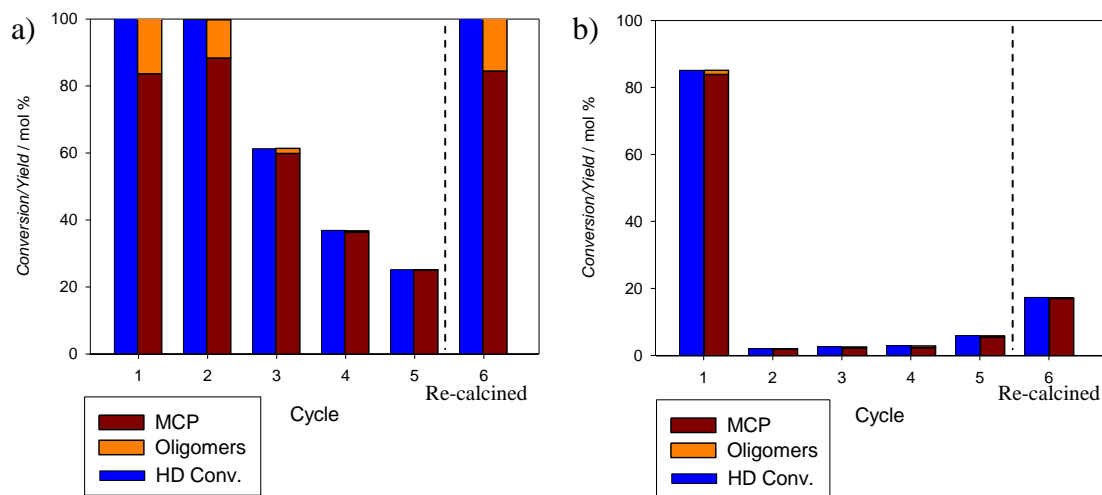 a)
Conversion/Yield / mol %
100
80
60
40
20
0
1 2 3 4 5 6
Re-calcined
Cycle
MCP
Oligomers
HD Conv.
b)
Conversion/Yield / mol %
100
80
60
40
20
0
1 2 3 4 5 6
Re-calcined
Cycle
MCP
Oligomers
HD Conv.